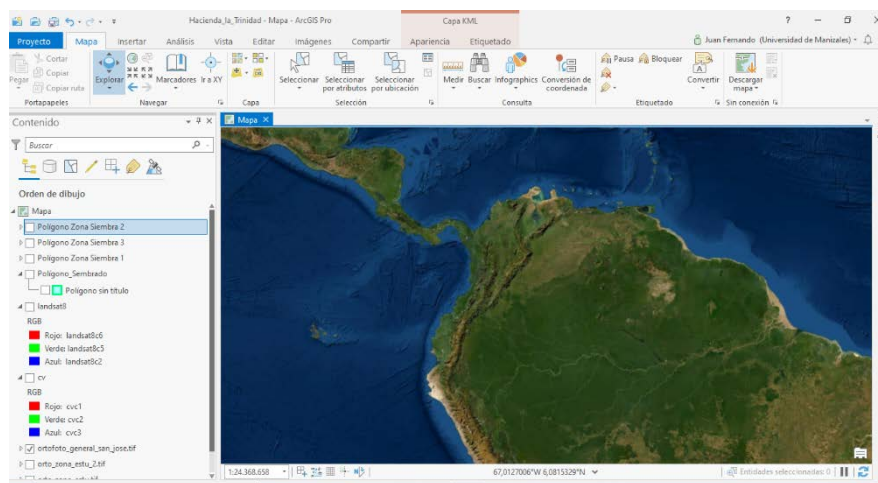 Hacienda_la_Trinidad - Mapa - ArcGIS Pro
Capa KML
? – X
Proyecto Mapa Insertar Análisis Vista Editar Imágenes Compartir Apariencia Etiquetado
Juan Fernando (Universidad de Manizales)
Pegar
Cortar
Copiar
Copiar ruta
Portapapeles
Explorar
Marcadores
Ir a XY
Navegar
Capa
Seleccionar
Seleccionar por atributos
Seleccionar por ubicación
Selección
Medir
Buscar
Infographics
Conversión de coordenada
Consulta
Pausa
Bloquear
Etiquetado
Convertir
Descargar mapa
Sin conexión
Contenido
Mapa
Buscar
Orden de dibujo
Mapa
Polígono Zona Siembra 2
Polígono Zona Siembra 3
Polígono Zona Siembra 1
Polígono_Sembrado
Polígono sin título
landsat8
RGB
Rojo: landsat8c6
Verde: landsat8c5
Azul: landsat8c2
cv
RGB
Rojo: cvc1
Verde: cvc2
Azul: cvc3
ortofoto_general_san_jose.tif
orto_zona_estu_2.tif
1:24.368.658
67,0127006°W 6,0815329°N
Entidades seleccionadas: 0